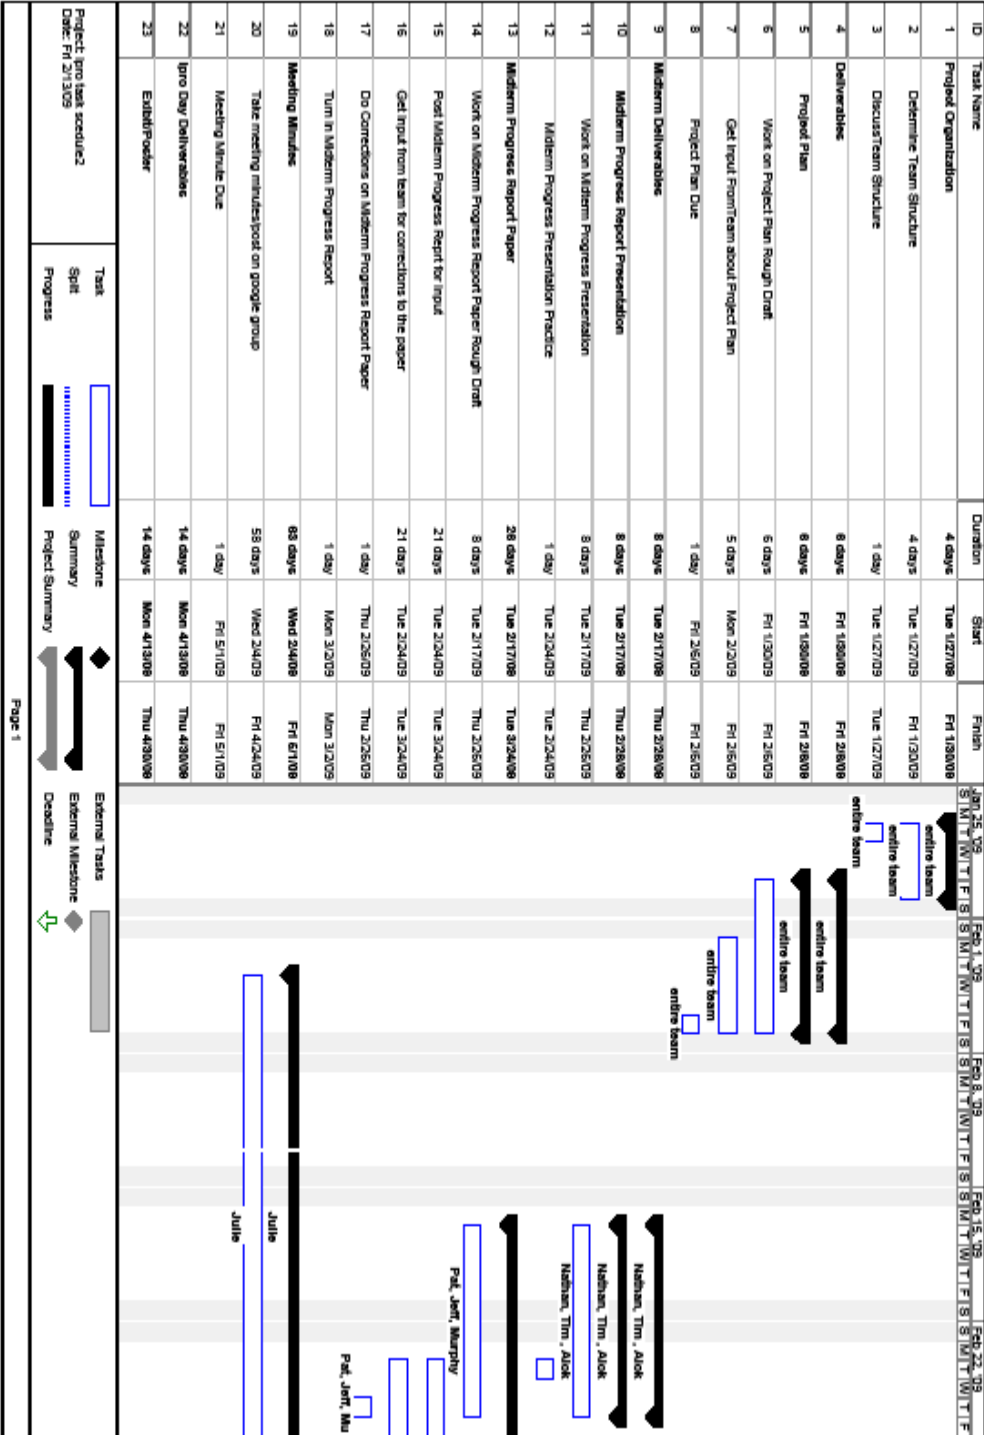 ID Task Name Duration Start Finish
Jan 25, '09 Feb 1, '09 Feb 8, '09 Feb 15, '09 Feb 22, '09
S M T W T F S S M T W T F S S M T W T F S S M T W T F S S M T W T F
1 Project Organization 4 days Tue 1/27/09 Fri 1/30/09
entire team
2 Determine Team Structure 4 days Tue 1/27/09 Fri 1/30/09
entire team
3 DiscussTeam Structure 1 day Tue 1/27/09 Tue 1/27/09
entire team
4 Deliverables 6 days Fri 1/30/09 Fri 2/6/09
entire team
5 Project Plan 6 days Fri 1/30/09 Fri 2/6/09
entire team
6 Work on Project Plan Rough Draft 6 days Fri 1/30/09 Fri 2/6/09
7 Get Input FromTeam about Project Plan 5 days Mon 2/2/09 Fri 2/6/09
entire team
8 Project Plan Due 1 day Fri 2/6/09 Fri 2/6/09
entire team
9 Midterm Deliverables 8 days Tue 2/17/09 Thu 2/26/09
Nathan, Tim , Alok
10 Midterm Progress Report Presentation 8 days Tue 2/17/09 Thu 2/26/09
Nathan, Tim , Alok
11 Work on Midterm Progress Presentation 8 days Tue 2/17/09 Thu 2/26/09
Nathan, Tim , Alok
12 Midterm Progress Presentation Practice 1 day Tue 2/24/09 Tue 2/24/09
13 Midterm Progress Report Paper 26 days Tue 2/17/09 Tue 3/24/09
14 Work on Midterm Progress Report Paper Rough Draft 8 days Tue 2/17/09 Thu 2/26/09
Pat, Jeff, Murphy
15 Post Midterm Progress Reprt for Input 21 days Tue 2/24/09 Tue 3/24/09
16 Get Input from team for corrections to the paper 21 days Tue 2/24/09 Tue 3/24/09
17 Do Corrections on Midterm Progress Report Paper 1 day Thu 2/26/09 Thu 2/26/09
Pat, Jeff, Mu
18 Turn In Midterm Progress Report 1 day Mon 3/2/09 Mon 3/2/09
19 Meeting Minutes 63 days Wed 2/4/09 Fri 5/1/09
Julie
20 Take meeting minutes/post on google group 58 days Wed 2/4/09 Fri 4/24/09
Julie
21 Meeting Minute Due 1 day Fri 5/1/09 Fri 5/1/09
22 Ipro Day Deliverables 14 days Mon 4/13/09 Thu 4/30/09
23 Exibit/Poster 14 days Mon 4/13/09 Thu 4/30/09
Project: Ipro task scedule2
Date: Fri 2/13/09
Task Milestone External Tasks
Split Summary External Milestone
Progress Project Summary Deadline
Page 1